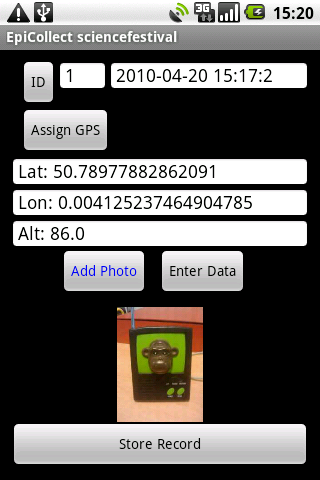 3G
15:20
EpiCollect sciencefestival
ID
1
2010-04-20 15:17:2
Assign GPS
Lat: 50.78977882862091
Lon: 0.004125237464904785
Alt: 86.0
Add Photo
Enter Data
Store Record